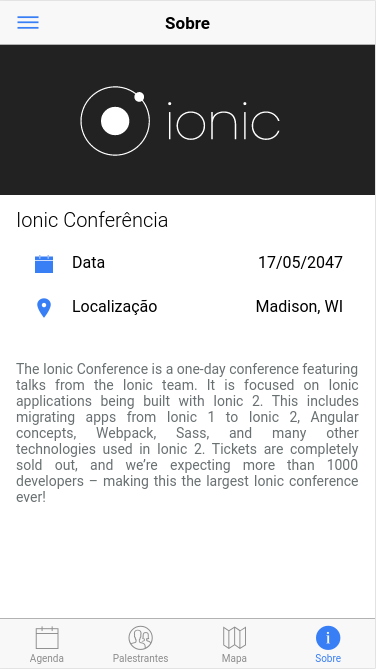 Sobre
ionic
Ionic Conferência
Data 17/05/2047
Localização Madison, WI
The Ionic Conference is a one-day conference featuring
talks from the Ionic team. It is focused on Ionic
applications being built with Ionic 2. This includes
migrating apps from Ionic 1 to Ionic 2, Angular
concepts, Webpack, Sass, and many other
technologies used in Ionic 2. Tickets are completely
sold out, and we’re expecting more than 1000
developers – making this the largest Ionic conference
ever!
Agenda Palestrantes Mapa Sobre